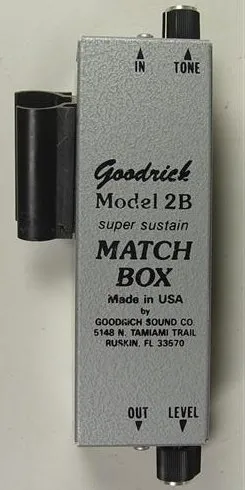 IN TONE
Goodrick
Model 2B
super sustain
MATCH
BOX
Made in USA
by
GOODRICH SOUND CO.
5148 N. TAMIAMI TRAIL
RUSKIN, FL 33570
OUT LEVEL